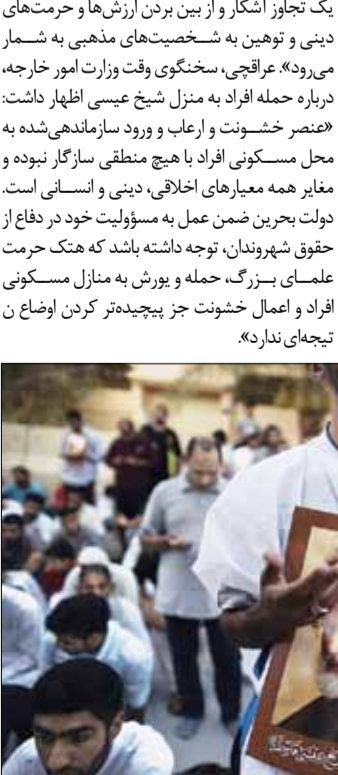 یک تجاوز آشکار و از بین بردن ارزش‌ها و حرمت‌های
دینی و توهین به شخصیت‌های مذهبی به شمار
می‌رود». عراقچی، سخنگوی وقت وزارت امور خارجه،
درباره حمله افراد به منزل شیخ عیسی اظهار داشت:
«عنصر خشونت و ارعاب و ورود سازماندهی‌شده به
محل مسکونی افراد با هیچ منطقی سازگار نبوده و
مغایر همه معیارهای اخلاقی، دینی و انسانی است.
دولت بحرین ضمن عمل به مسؤولیت خود در دفاع از
حقوق شهروندان، توجه داشته باشد که هتک حرمت
علمای بزرگ، حمله و یورش به منازل مسکونی
افراد و اعمال خشونت جز پیچیده‌تر کردن اوضاع ن
تیجه‌ای ندارد».